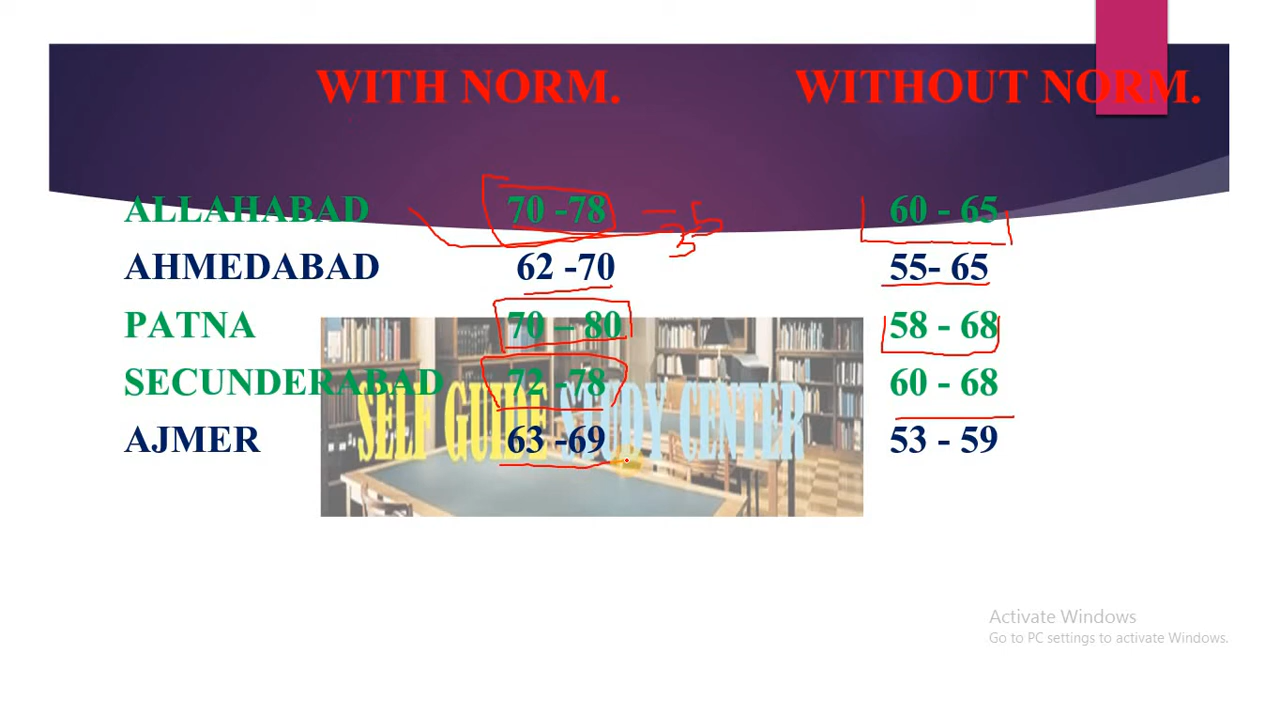 WITH NORM. WITHOUT NORM.
ALLAHABAD 70 -78 60 - 65
AHMEDABAD 62 -70 55- 65
PATNA 70 – 80 58 - 68
SECUNDERABAD 72 -78 60 - 68
SELF GUIDE STUDY CENTER
AJMER 63 -69 53 - 59
Activate Windows
Go to PC settings to activate Windows.